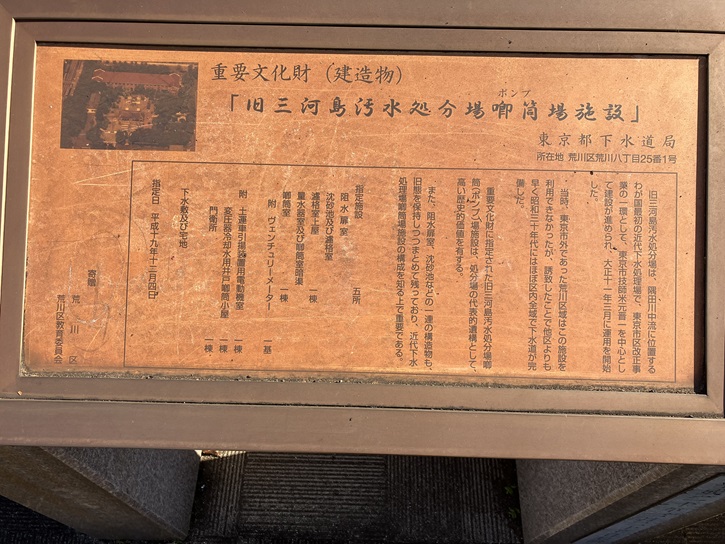 重要文化財（建造物）
ポンプ
「旧三河島汚水処分場喞筒場施設」
東京都下水道局
所在地 荒川区荒川八丁目25番1号
旧三河島汚水処分場は、隅田川中流に位置する
わが国最初の近代下水処理場で、東京市区改正事
業の一環として、東京市技師米元晋一を中心とし
て建設が進められ、大正十一年三月に運用を開始
した。
当時、東京市外であった荒川区域はこの施設を
利用できなかったが、誘致したことで他区よりも
早く昭和三十年代にはほぼ区内全域で下水道が完
備した。
重要文化財に指定された旧三河島汚水処分場喞
筒（ポンプ）場施設は、処分場の代表的遺構として、
高い歴史的価値を有する。
また、阻水扉室、沈砂池などの一連の構造物も、
旧態を保持しつつまとめて残っており、近代下水
処理場喞筒場施設の構成を知る上で重要である。
指定施設 五所
阻水扉室
沈砂池及び濾格室
濾格室上屋 一棟
量水器室及び喞筒室暗渠
喞筒室 一棟
附 ヴェンチュリーメーター 一基
附 土運車引揚装置用電動機室 一棟
変圧器冷却水用井戸喞筒小屋 一棟
門衛所 一棟
下水敷及び宅地
指定日 平成十九年十二月四日
寄贈 荒川区
荒川区教育委員会